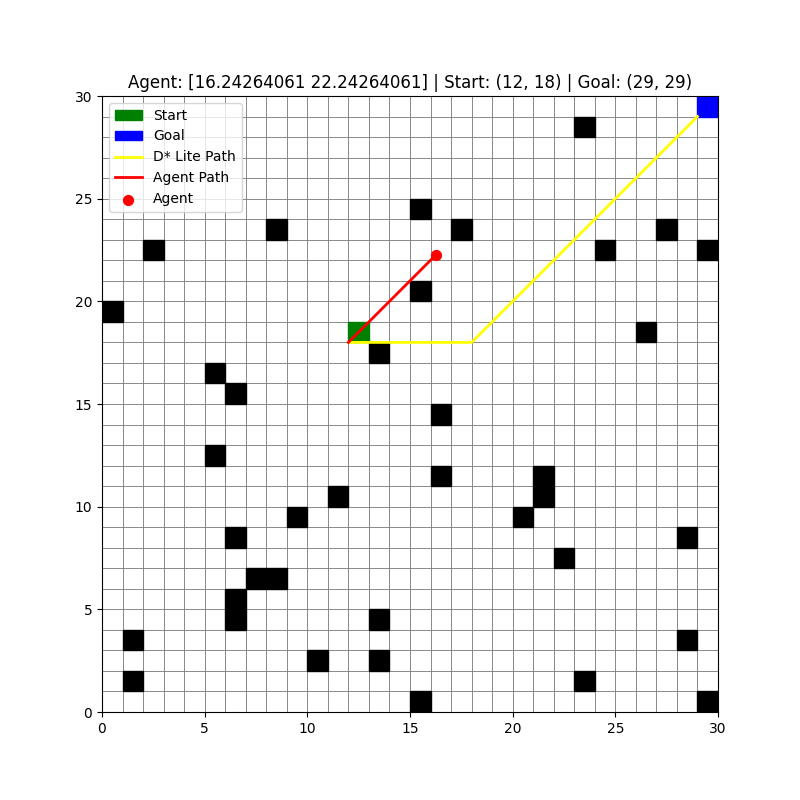 Agent: [16.24264061 22.24264061] | Start: (12, 18) | Goal: (29, 29)
Start
Goal
D* Lite Path
Agent Path
Agent
30
25
20
15
10
5
0
0 5 10 15 20 25 30